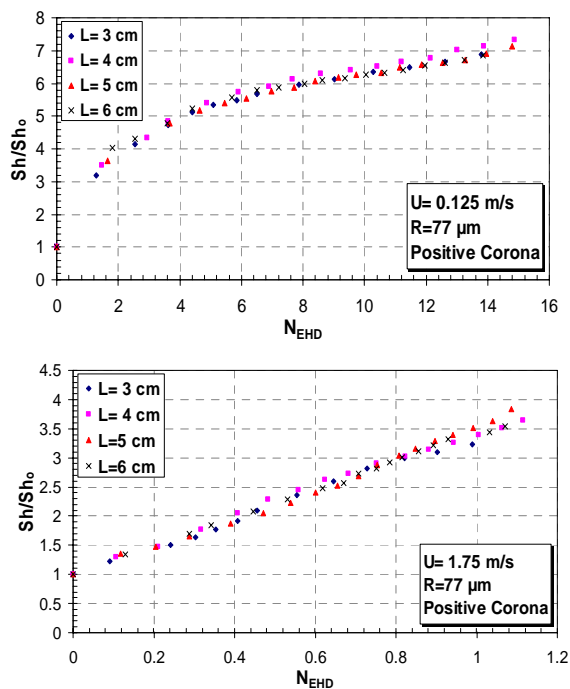 8
7
6
5
4
3
2
1
0
Sh/Sho
L= 3 cm
L= 4 cm
L= 5 cm
L= 6 cm
U= 0.125 m/s
R=77 µm
Positive Corona
0 2 4 6 8 10 12 14 16
NEHD
4.5
4
3.5
3
2.5
2
1.5
1
0.5
0
Sh/Sho
L= 3 cm
L= 4 cm
L=5 cm
L=6 cm
U= 1.75 m/s
R=77 µm
Positive Corona
0 0.2 0.4 0.6 0.8 1 1.2
NEHD